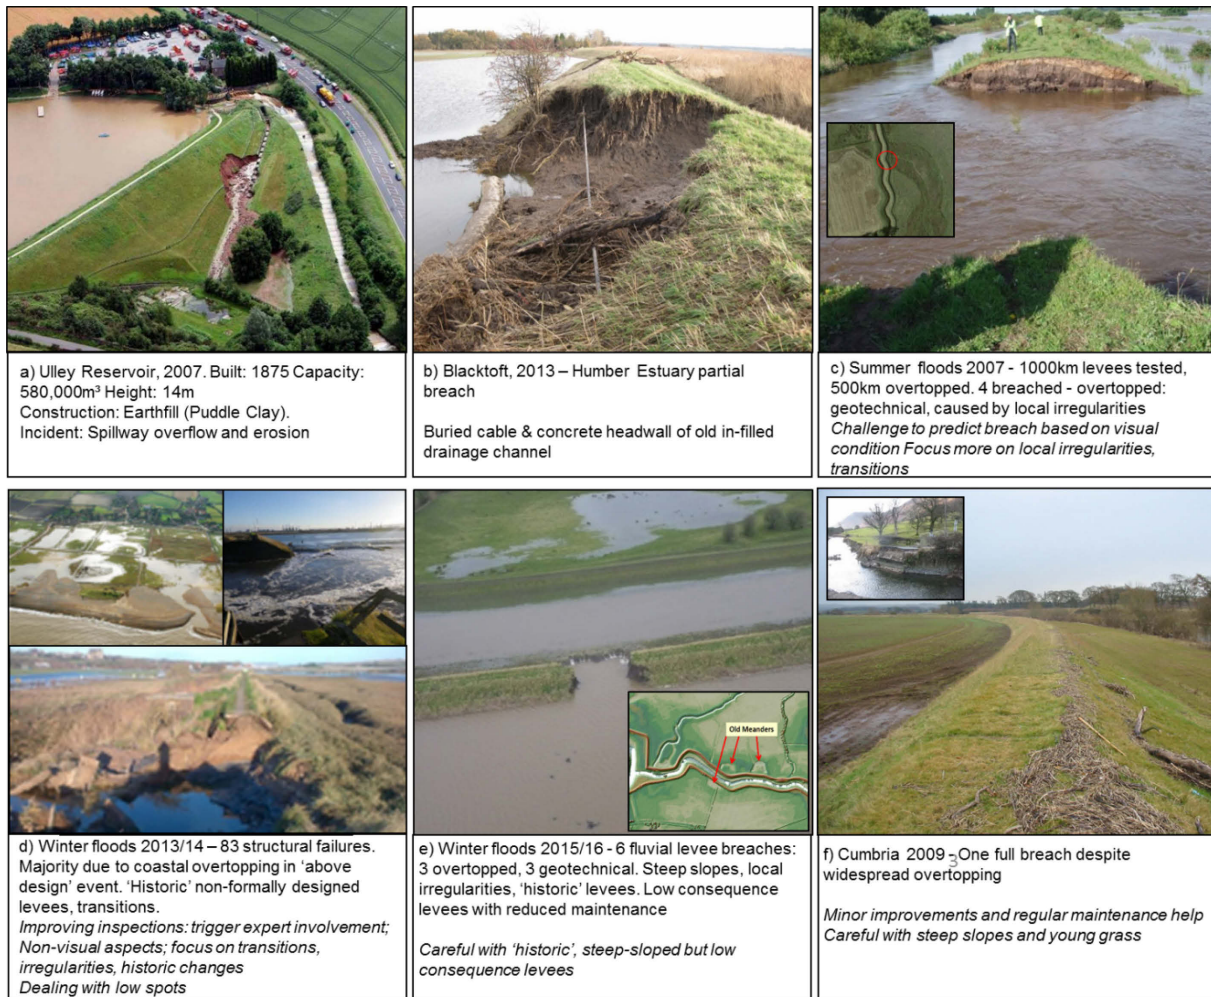 a) Ulley Reservoir, 2007. Built: 1875 Capacity:
580,000m³ Height: 14m
Construction: Earthfill (Puddle Clay).
Incident: Spillway overflow and erosion
b) Blacktoft, 2013 – Humber Estuary partial
breach
Buried cable & concrete headwall of old in-filled
drainage channel
c) Summer floods 2007 - 1000km levees tested,
500km overtopped. 4 breached - overtopped:
geotechnical, caused by local irregularities
Challenge to predict breach based on visual
condition Focus more on local irregularities,
transitions
d) Winter floods 2013/14 – 83 structural failures.
Majority due to coastal overtopping in ‘above
design’ event. ‘Historic’ non-formally designed
levees, transitions.
Improving inspections: trigger expert involvement;
Non-visual aspects; focus on transitions,
irregularities, historic changes
Dealing with low spots
Old Meanders
e) Winter floods 2015/16 - 6 fluvial levee breaches:
3 overtopped, 3 geotechnical. Steep slopes, local
irregularities, ‘historic’ levees. Low consequence
levees with reduced maintenance
Careful with ‘historic’, steep-sloped but low
consequence levees
f) Cumbria 2009 - One full breach despite
widespread overtopping
3
Minor improvements and regular maintenance help
Careful with steep slopes and young grass